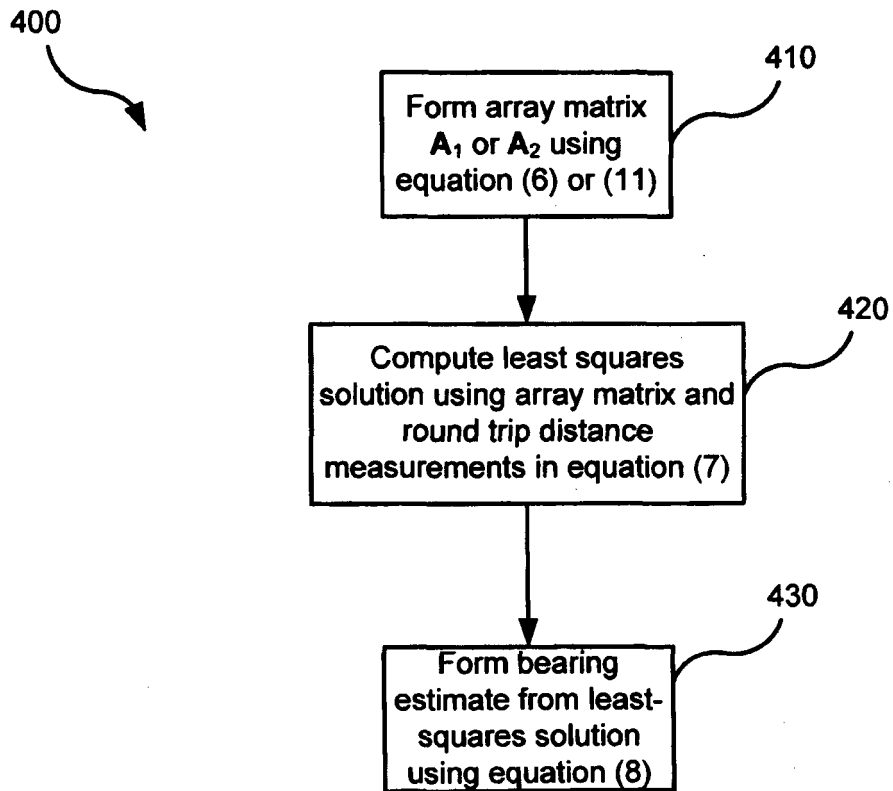 400
410
Form array matrix
A₁ or A₂ using
equation (6) or (11)
420
Compute least squares
solution using array matrix and
round trip distance
measurements in equation (7)
430
Form bearing
estimate from least-
squares solution
using equation (8)